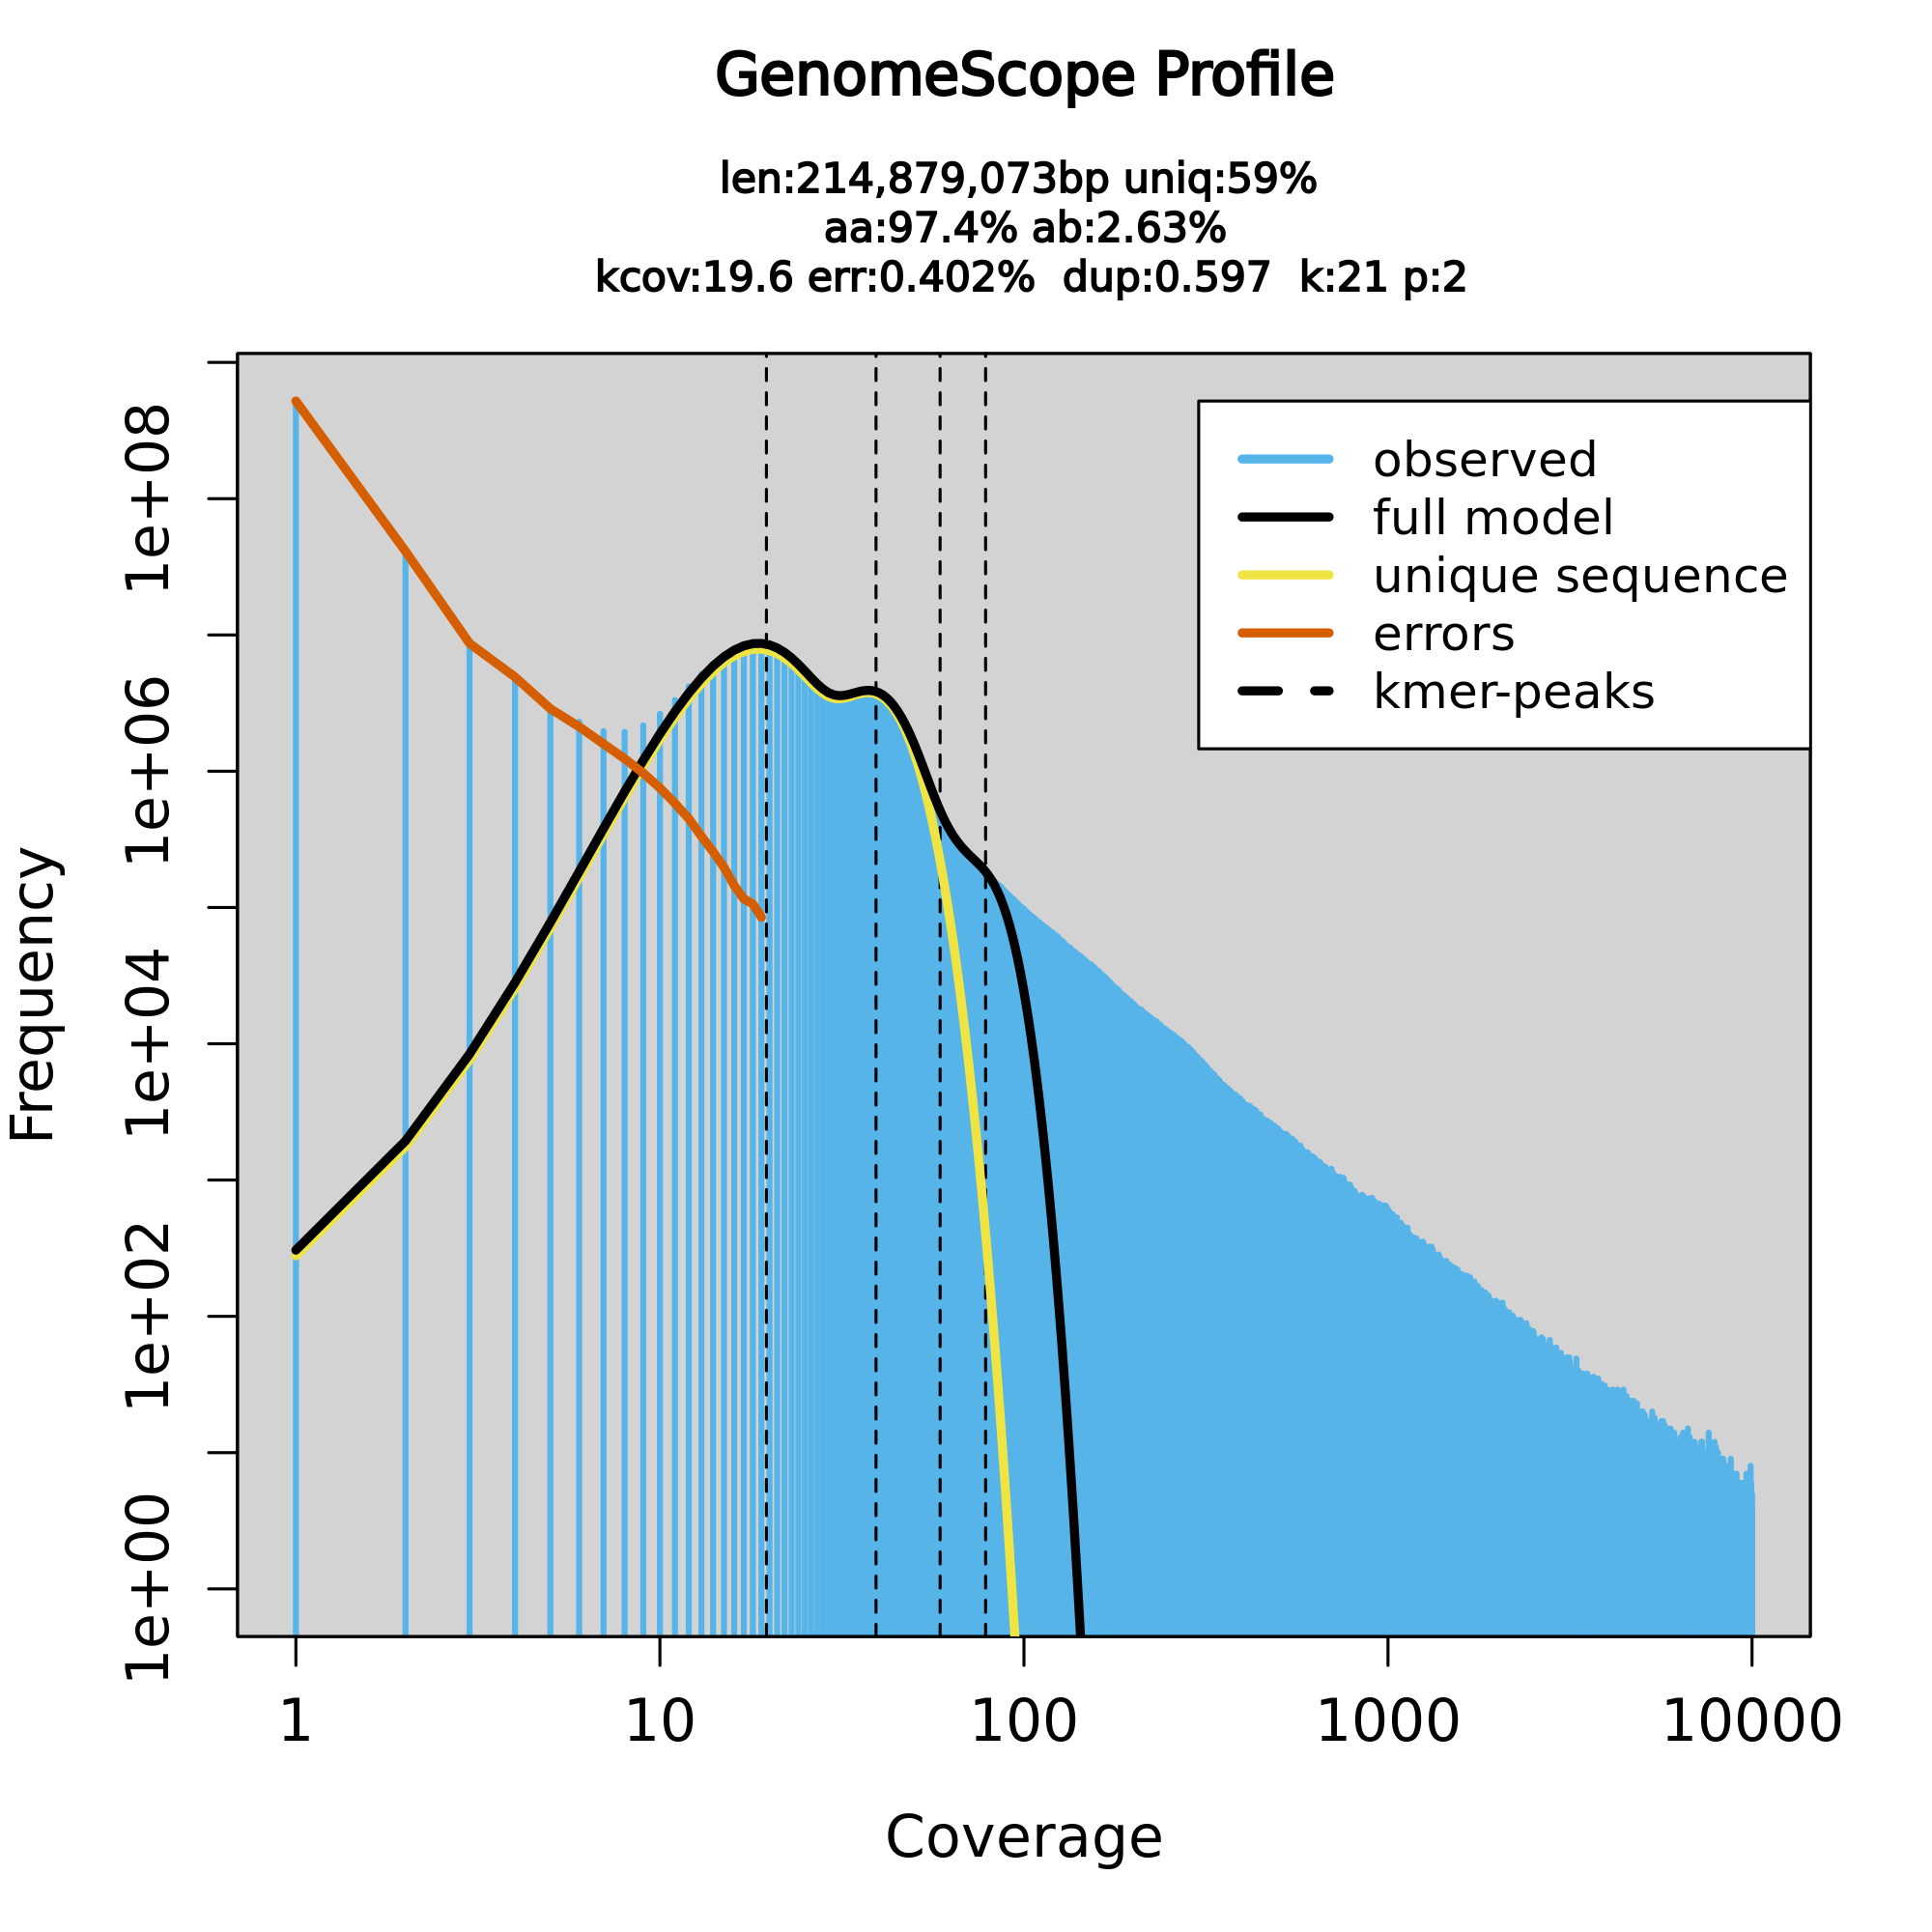 GenomeScope Profile
len:214,879,073bp uniq:59%
aa:97.4% ab:2.63%
kcov:19.6 err:0.402% dup:0.597 k:21 p:2
observed
full model
unique sequence
errors
kmer-peaks
Frequency
1e+08
1e+06
1e+04
1e+02
1e+00
1 10 100 1000 10000
Coverage